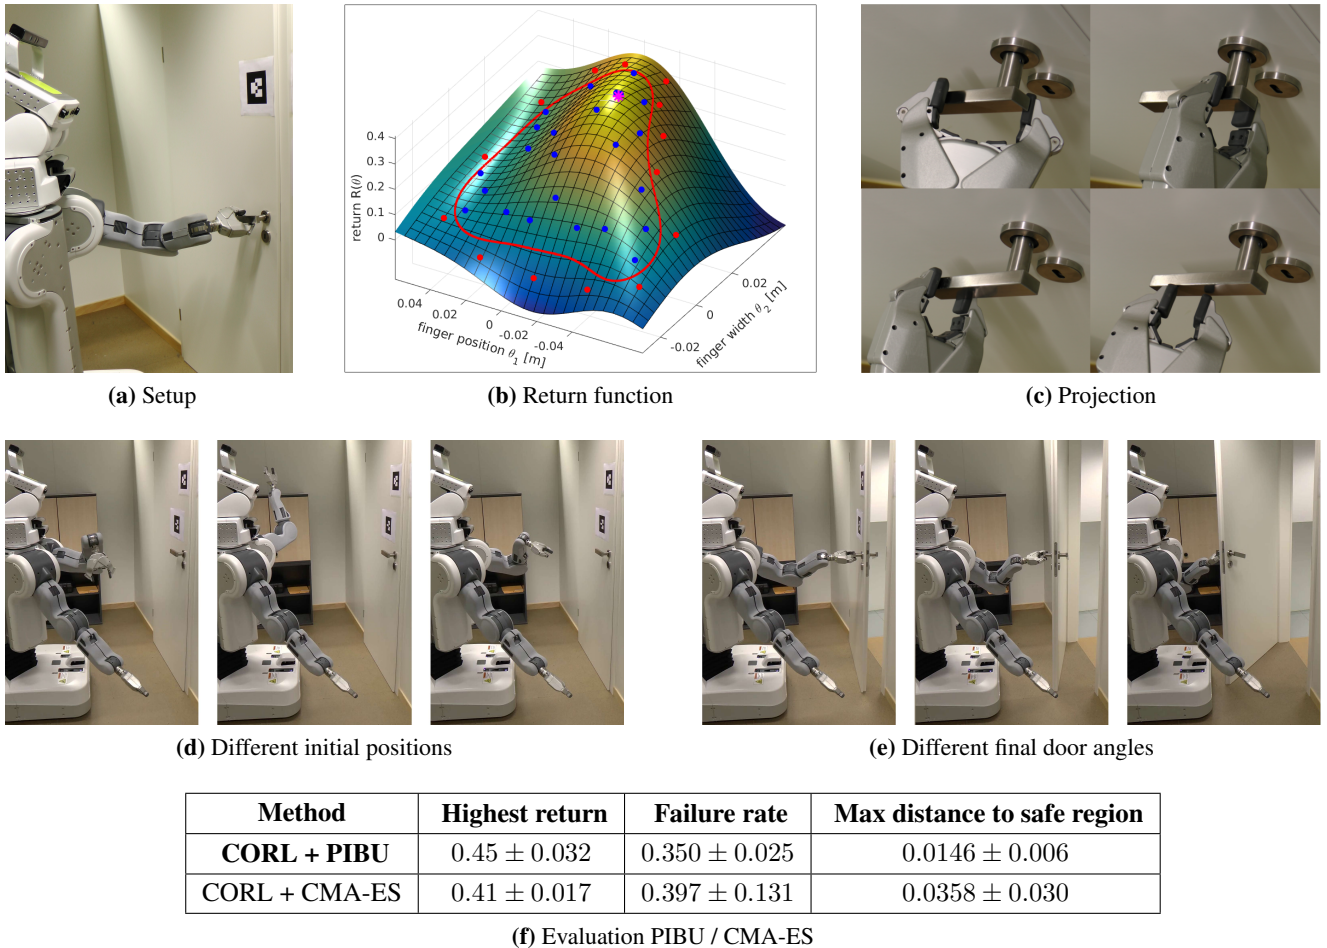 0.4
0.3
0.2
0.1
0
return R(θ)
0.04
0.02
0
-0.02
-0.04
finger position θ₁ [m]
0.02
0
-0.02
finger width θ₂ [m]
(a) Setup
(b) Return function
(c) Projection
(d) Different initial positions
(e) Different final door angles
Method Highest return Failure rate Max distance to safe region
CORL + PIBU 0.45 ± 0.032 0.350 ± 0.025 0.0146 ± 0.006
CORL + CMA-ES 0.41 ± 0.017 0.397 ± 0.131 0.0358 ± 0.030
(f) Evaluation PIBU / CMA-ES